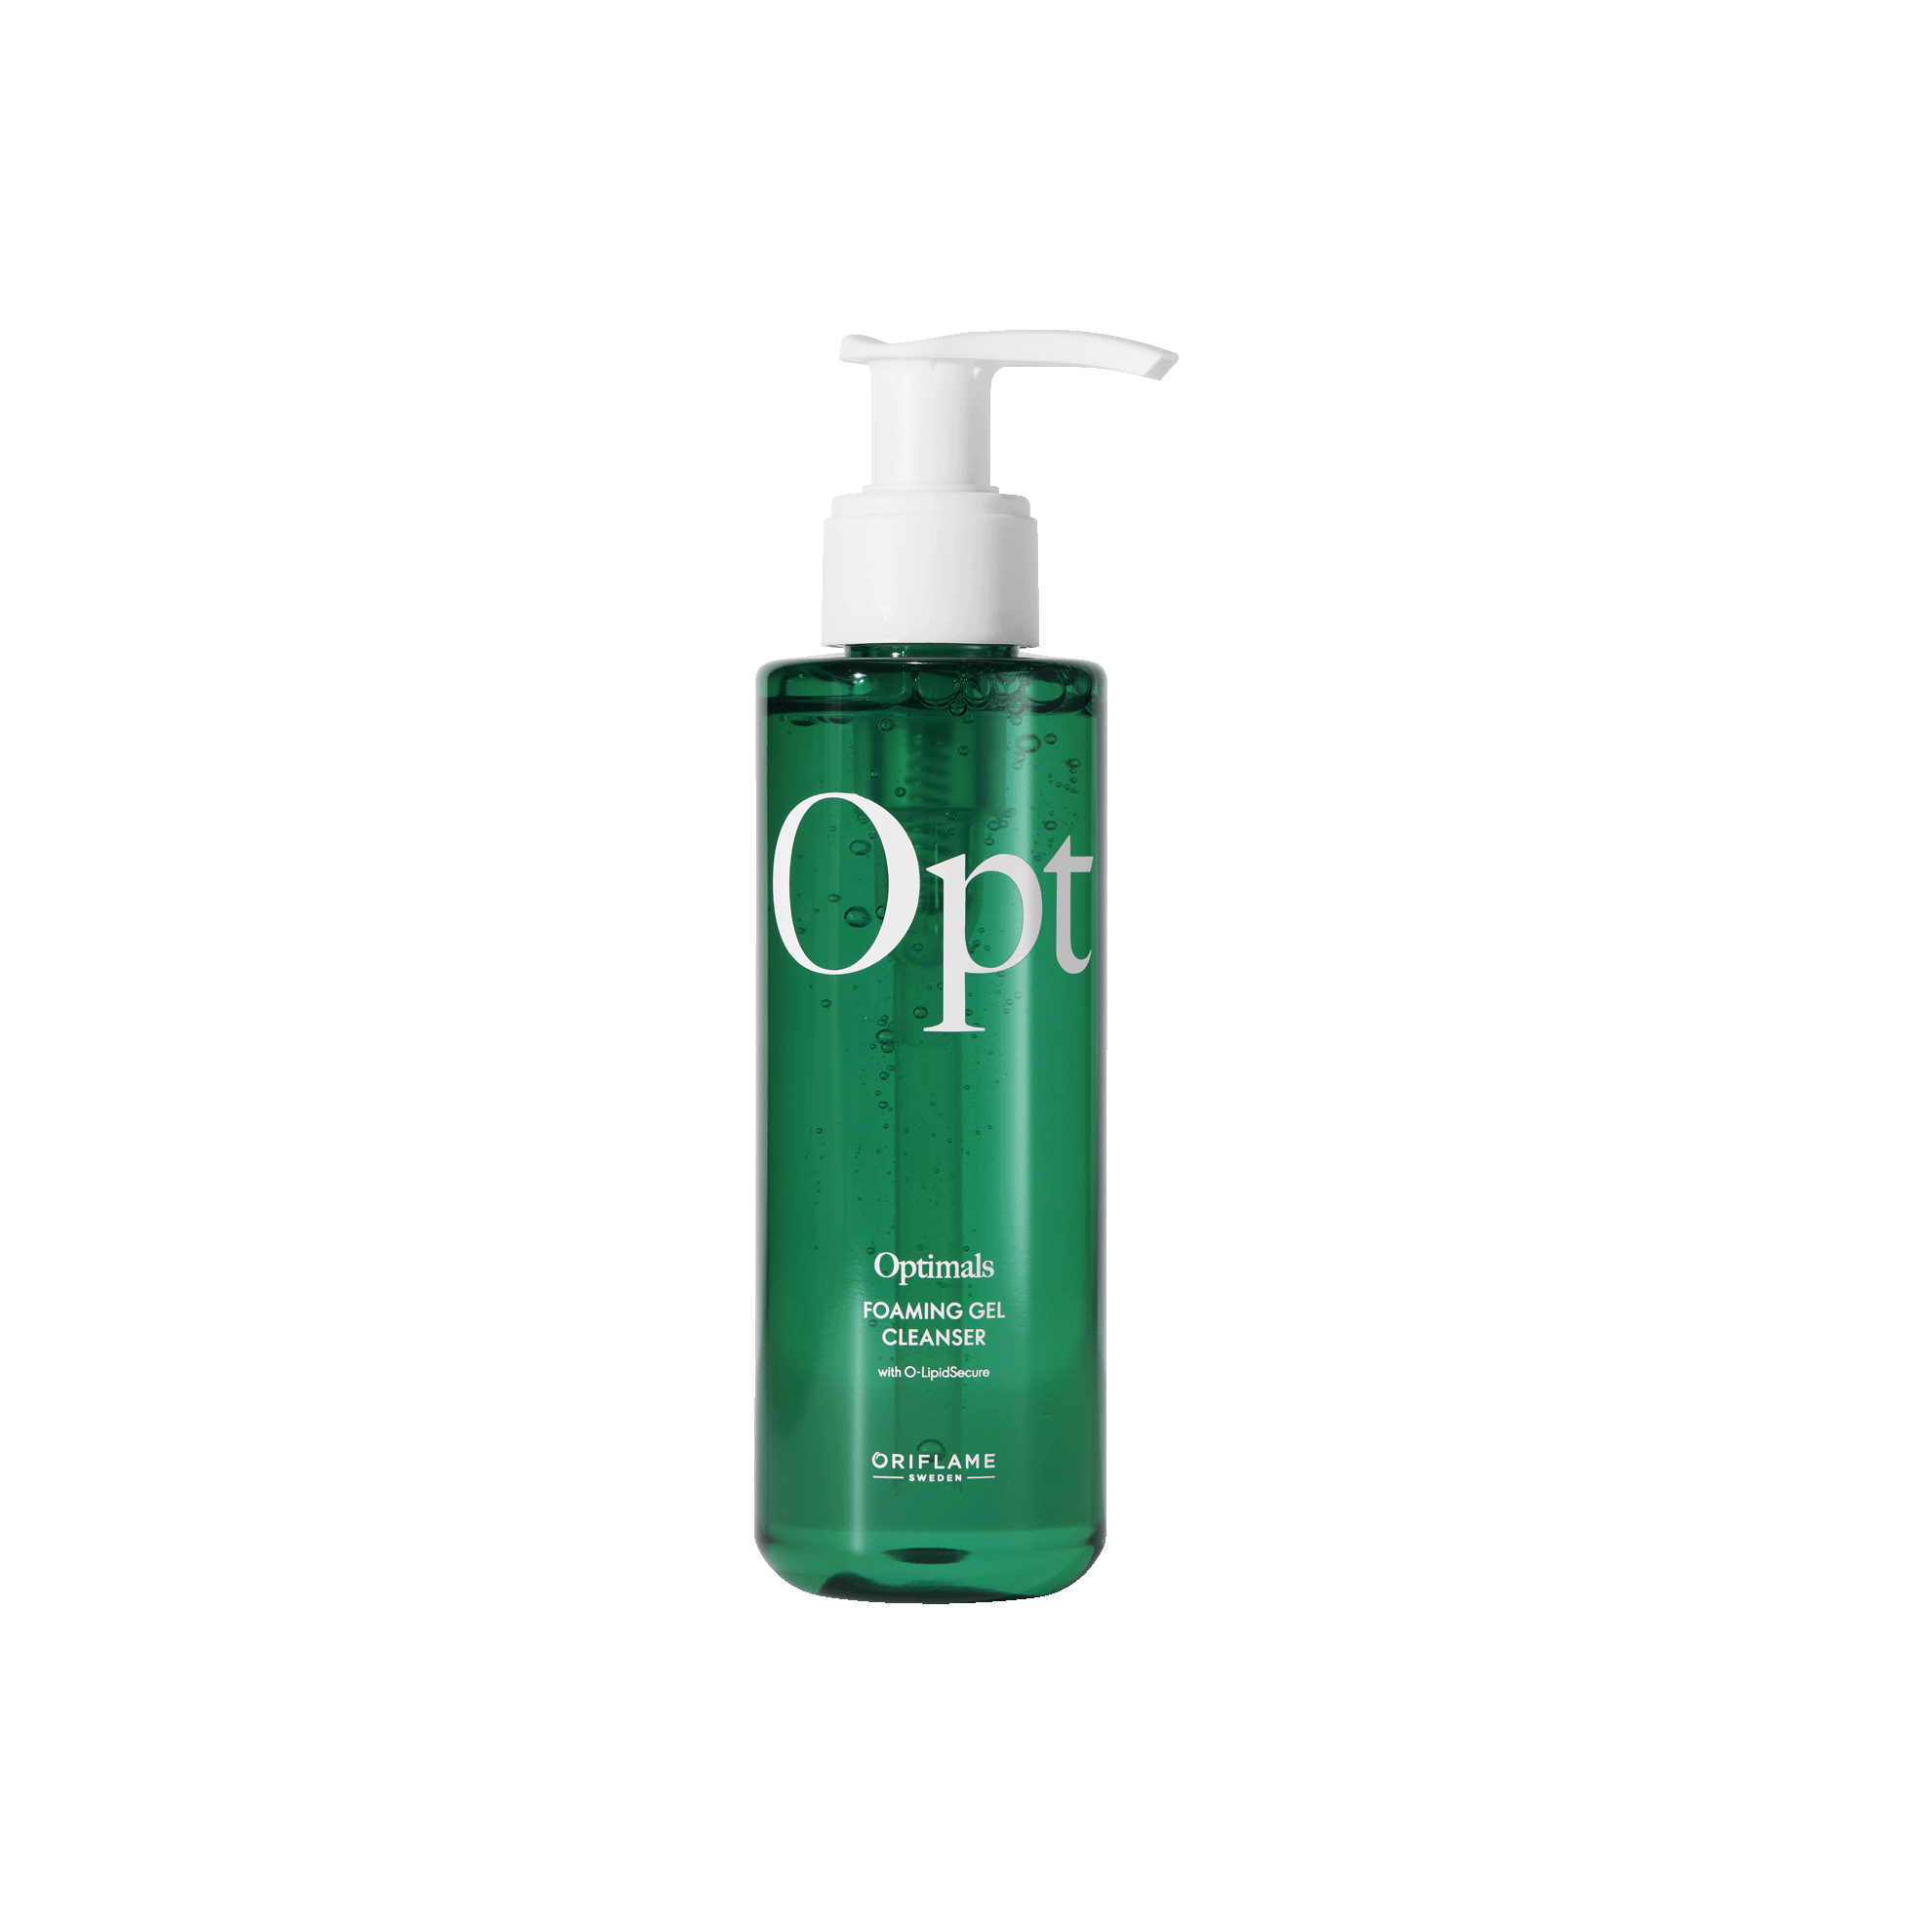 Opt
Optimals
FOAMING GEL
CLEANSER
with O-LipidSecure
ORIFLAME
SWEDEN